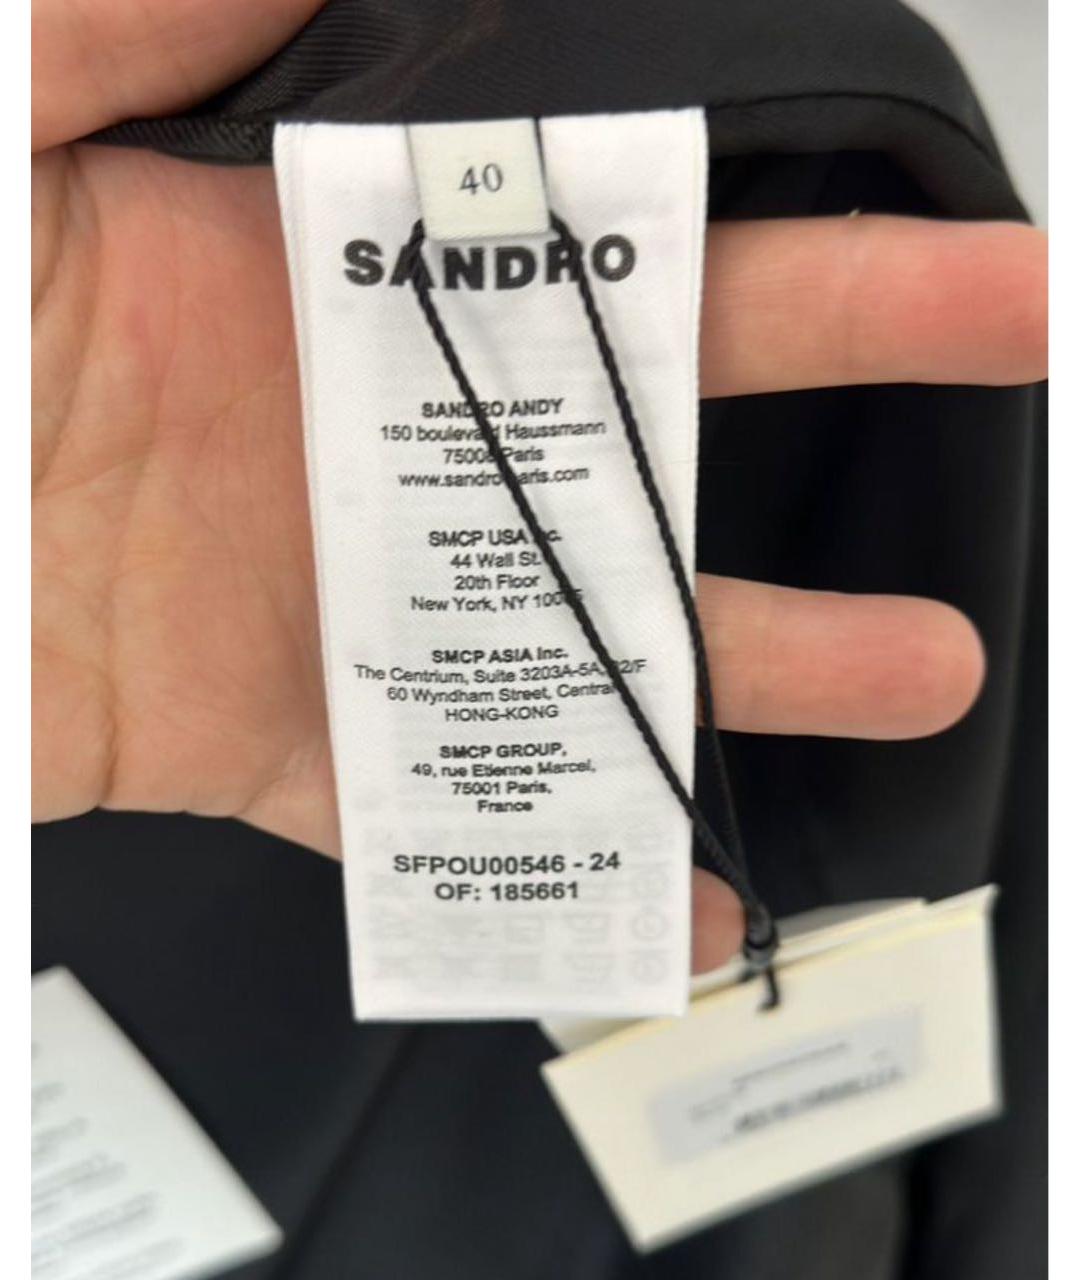 40
SANDRO
SANDRO ANDY
150 boulevard Haussmann
75008 Paris
www.sandro-paris.com
SMCP USA Inc.
44 Wall St.
20th Floor
New York, NY 10005
SMCP ASIA Inc.
The Centrium, Suite 3203A-5A, 32/F
60 Wyndham Street, Central
HONG-KONG
SMCP GROUP,
49, rue Etienne Marcel,
75001 Paris,
France
SFPOU00546 - 24
OF: 185661